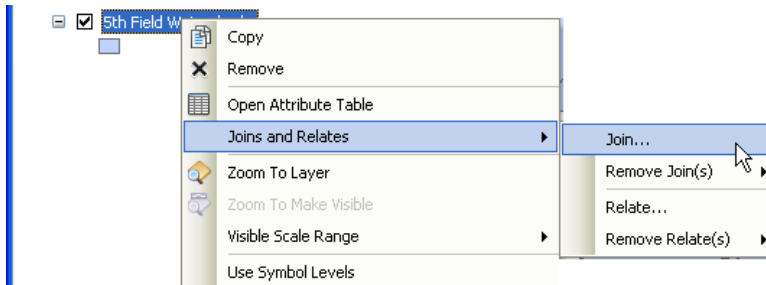 5th Field W
Copy
Remove
Open Attribute Table
Joins and Relates
Join...
Zoom To Layer
Remove Join(s)
Zoom To Make Visible
Relate...
Visible Scale Range
Remove Relate(s)
Use Symbol Levels